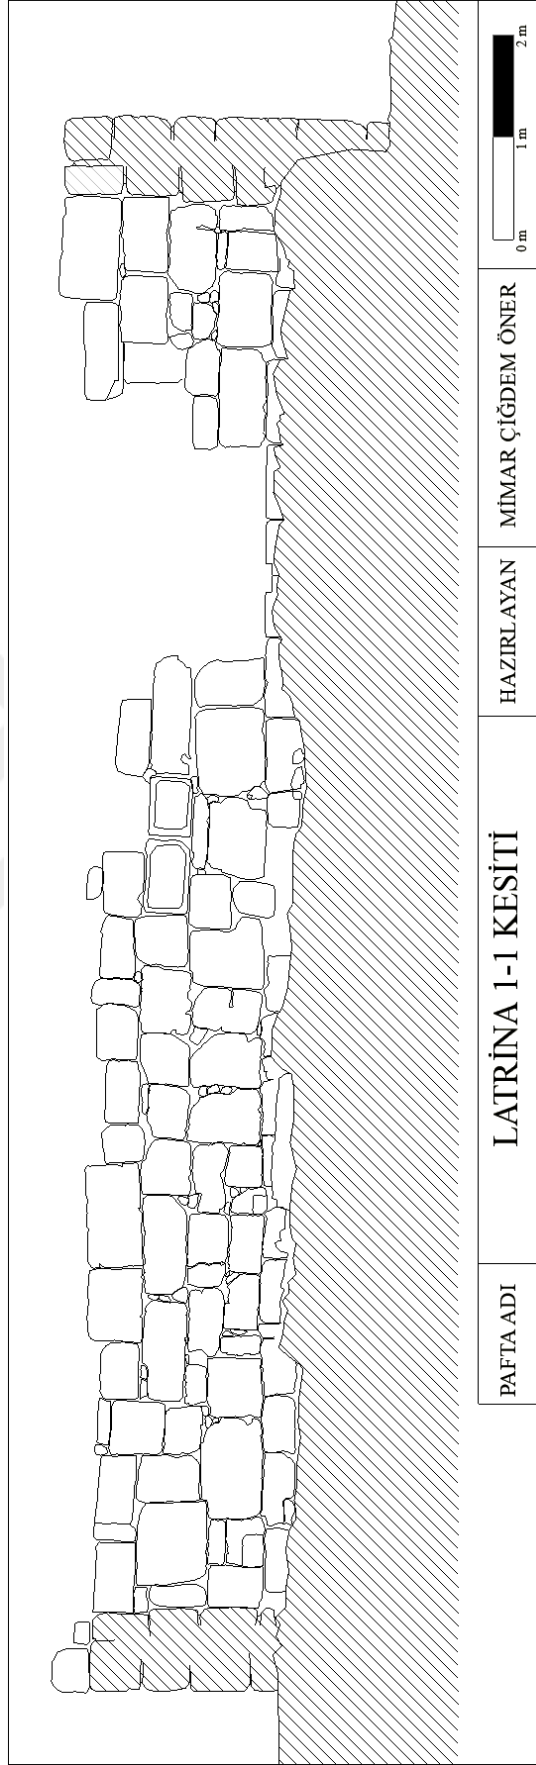 PAFTA ADI
LATRİNA 1-1 KESİTİ
HAZIRLAYAN
MİMAR ÇİĞDEM ÖNER
0 m 1 m 2 m